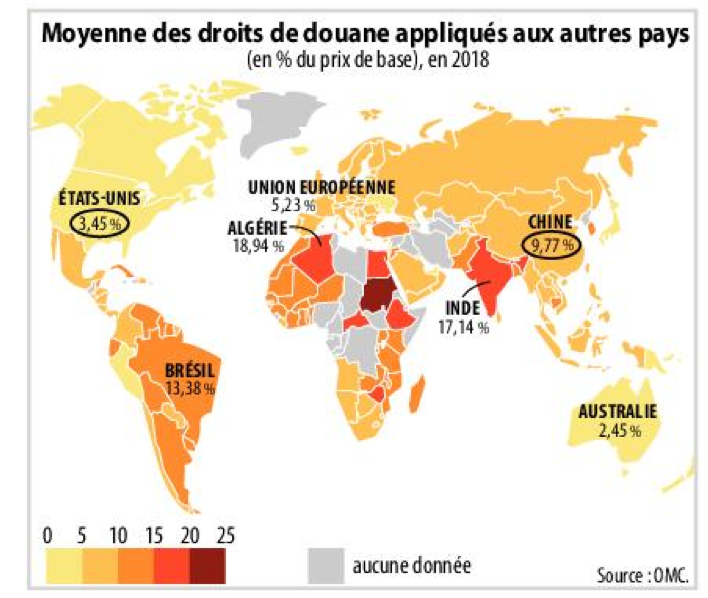 Moyenne des droits de douane appliqués aux autres pays
(en % du prix de base), en 2018
ÉTATS-UNIS
3,45 %
UNION EUROPÉENNE
5,23 %
ALGÉRIE
18,94 %
CHINE
9,77 %
INDE
17,14 %
BRÉSIL
13,38 %
AUSTRALIE
2,45 %
0 5 10 15 20 25
aucune donnée
Source : OMC.